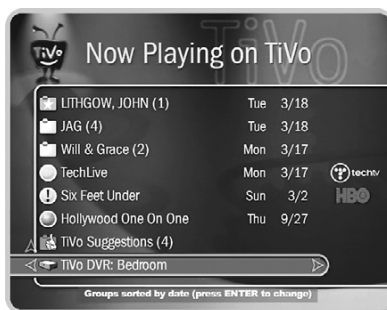 TiVo
TiVo
Now Playing on TiVo
LITHGOW, JOHN (1) Tue 3/18
JAG (4) Tue 3/18
Will & Grace (2) Mon 3/17
TechLive Mon 3/17 techtv
Six Feet Under Sun 3/2 HBO
Hollywood One On One Thu 9/27
TiVo Suggestions (4)
TiVo DVR: Bedroom
Groups sorted by date (press ENTER to change)